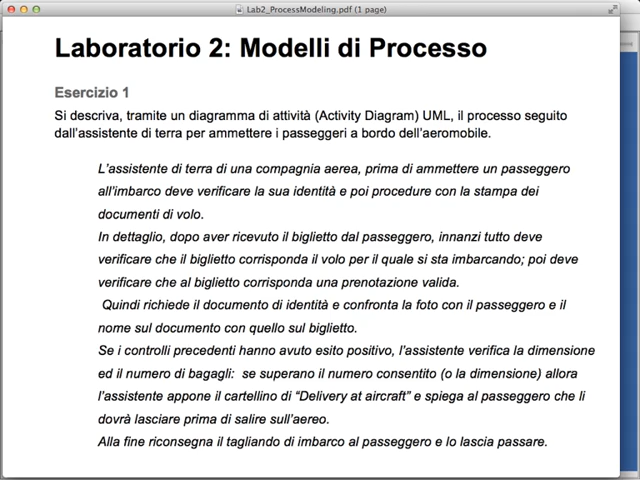 Lab2_ProcessModeling.pdf (1 page)
Laboratorio 2: Modelli di Processo
Esercizio 1
Si descriva, tramite un diagramma di attività (Activity Diagram) UML, il processo seguito
dall'assistente di terra per ammettere i passeggeri a bordo dell'aeromobile.
L'assistente di terra di una compagnia aerea, prima di ammettere un passeggero
all'imbarco deve verificare la sua identità e poi procedure con la stampa dei
documenti di volo.
In dettaglio, dopo aver ricevuto il biglietto dal passeggero, innanzi tutto deve
verificare che il biglietto corrisponda il volo per il quale si sta imbarcando; poi deve
verificare che al biglietto corrisponda una prenotazione valida.
Quindi richiede il documento di identità e confronta la foto con il passeggero e il
nome sul documento con quello sul biglietto.
Se i controlli precedenti hanno avuto esito positivo, l'assistente verifica la dimensione
ed il numero di bagagli: se superano il numero consentito (o la dimensione) allora
l'assistente appone il cartellino di "Delivery at aircraft" e spiega al passeggero che li
dovrà lasciare prima di salire sull'aereo.
Alla fine riconsegna il tagliando di imbarco al passeggero e lo lascia passare.